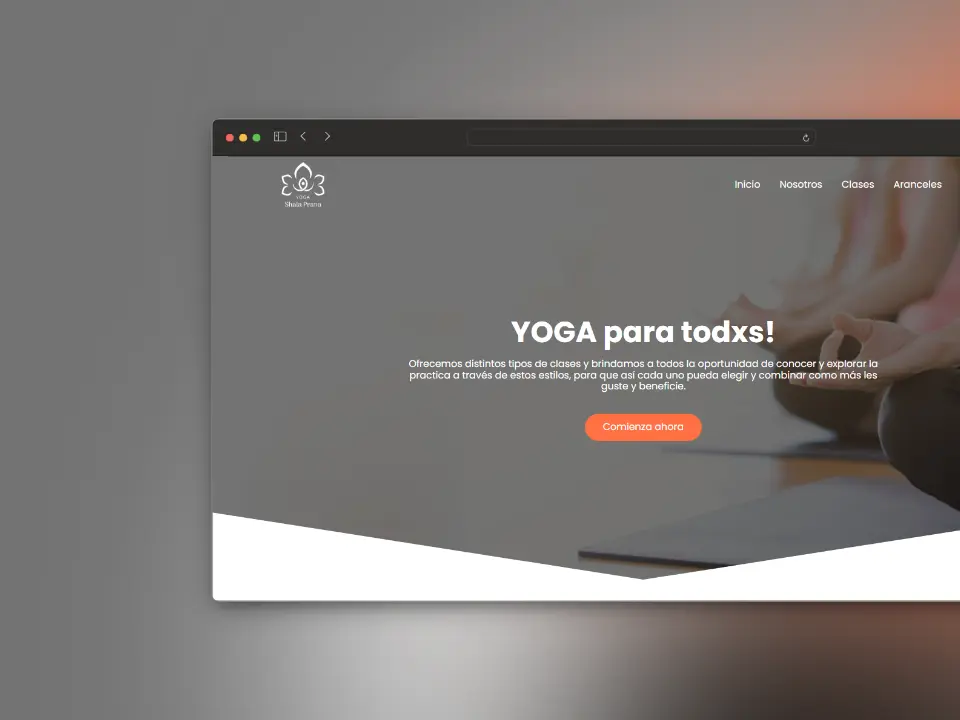 YOGA
Shala Prana
Inicio Nosotros Clases Aranceles
YOGA para todxs!
Ofrecemos distintos tipos de clases y brindamos a todos la oportunidad de conocer y explorar la
practica a través de estos estilos, para que así cada uno pueda elegir y combinar como más les
guste y beneficie.
Comienza ahora